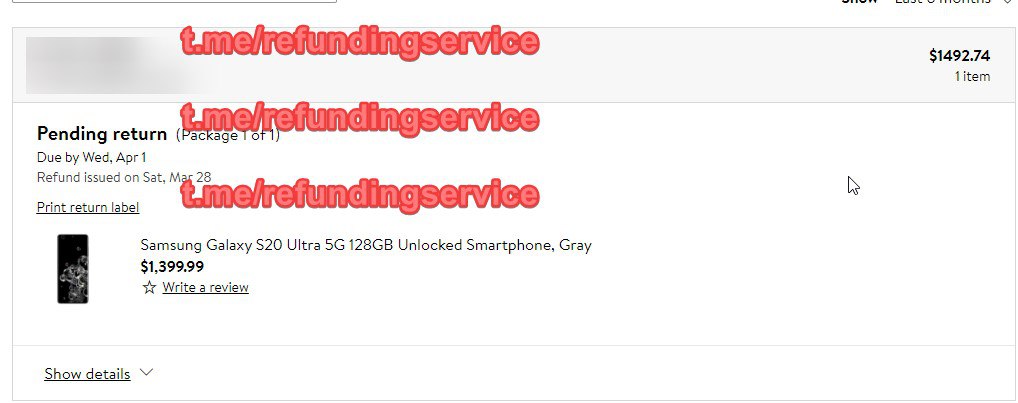 Show Last 6 months
t.me/refundingservice
$1492.74
1 item
t.me/refundingservice
Pending return (Package 1 of 1)
Due by Wed, Apr 1
Refund issued on Sat, Mar 28
t.me/refundingservice
Print return label
Samsung Galaxy S20 Ultra 5G 128GB Unlocked Smartphone, Gray
$1,399.99
Write a review
Show details